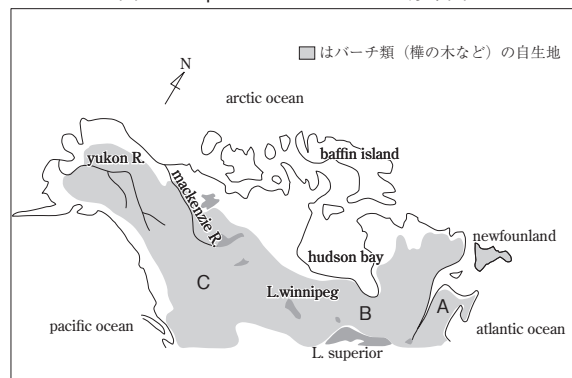 はバーチ類（樺の木など）の自生地
N
arctic ocean
yukon R.
baffin island
mackenzie R.
newfounland
hudson bay
C
L.winnipeg
B
A
pacific ocean
L. superior
atlantic ocean